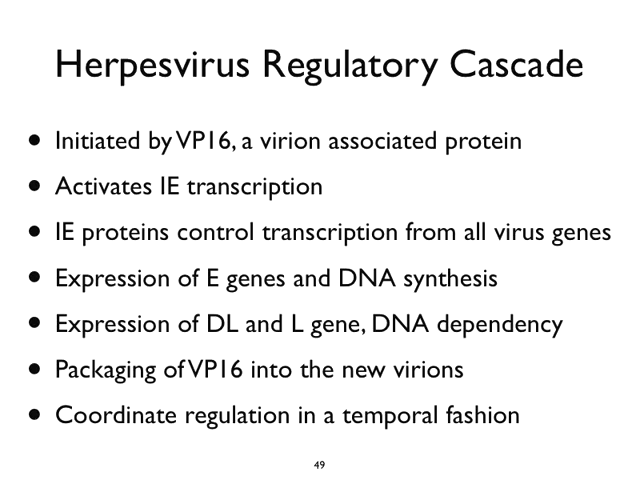 Herpesvirus Regulatory Cascade
• Initiated by VP16, a virion associated protein
• Activates IE transcription
• IE proteins control transcription from all virus genes
• Expression of E genes and DNA synthesis
• Expression of DL and L gene, DNA dependency
• Packaging of VP16 into the new virions
• Coordinate regulation in a temporal fashion
49